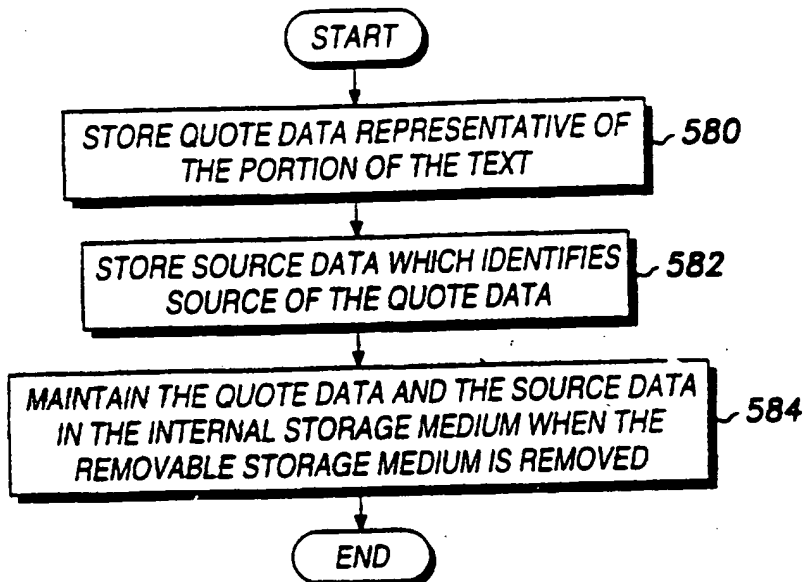 START
STORE QUOTE DATA REPRESENTATIVE OF
THE PORTION OF THE TEXT
580
STORE SOURCE DATA WHICH IDENTIFIES
SOURCE OF THE QUOTE DATA
582
MAINTAIN THE QUOTE DATA AND THE SOURCE DATA
IN THE INTERNAL STORAGE MEDIUM WHEN THE
REMOVABLE STORAGE MEDIUM IS REMOVED
584
END